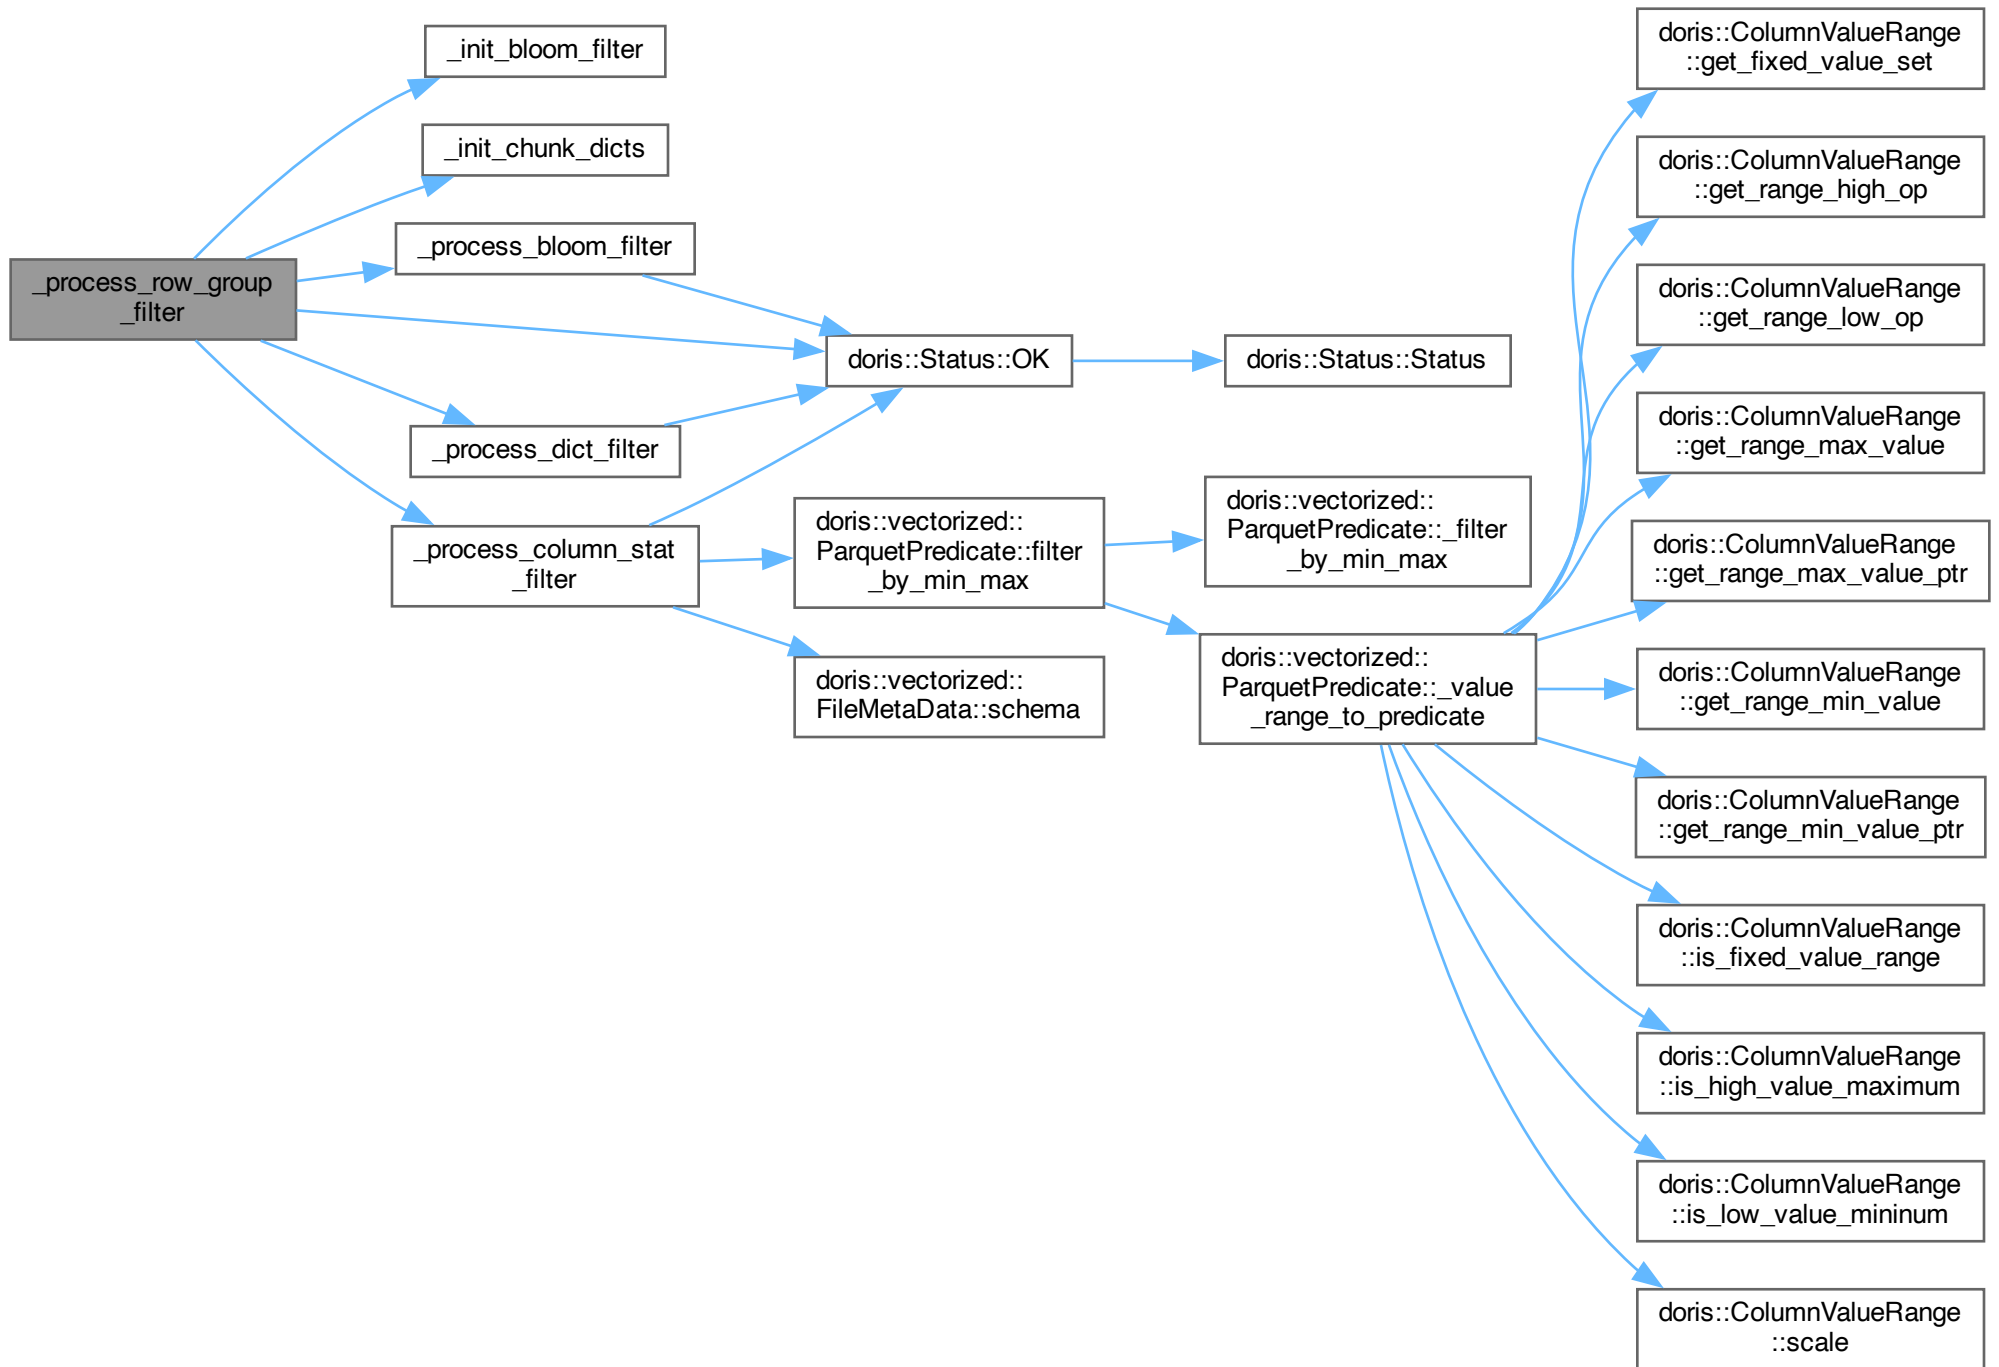 _init_bloom_filter
_init_chunk_dicts
_process_bloom_filter
_process_row_group
_filter
doris::Status::OK
doris::Status::Status
_process_dict_filter
_process_column_stat
_filter
doris::vectorized::
ParquetPredicate::filter
_by_min_max
doris::vectorized::
FileMetaData::schema
doris::vectorized::
ParquetPredicate::_filter
_by_min_max
doris::vectorized::
ParquetPredicate::_value
_range_to_predicate
doris::ColumnValueRange
::get_fixed_value_set
doris::ColumnValueRange
::get_range_high_op
doris::ColumnValueRange
::get_range_low_op
doris::ColumnValueRange
::get_range_max_value
doris::ColumnValueRange
::get_range_max_value_ptr
doris::ColumnValueRange
::get_range_min_value
doris::ColumnValueRange
::get_range_min_value_ptr
doris::ColumnValueRange
::is_fixed_value_range
doris::ColumnValueRange
::is_high_value_maximum
doris::ColumnValueRange
::is_low_value_mininum
doris::ColumnValueRange
::scale